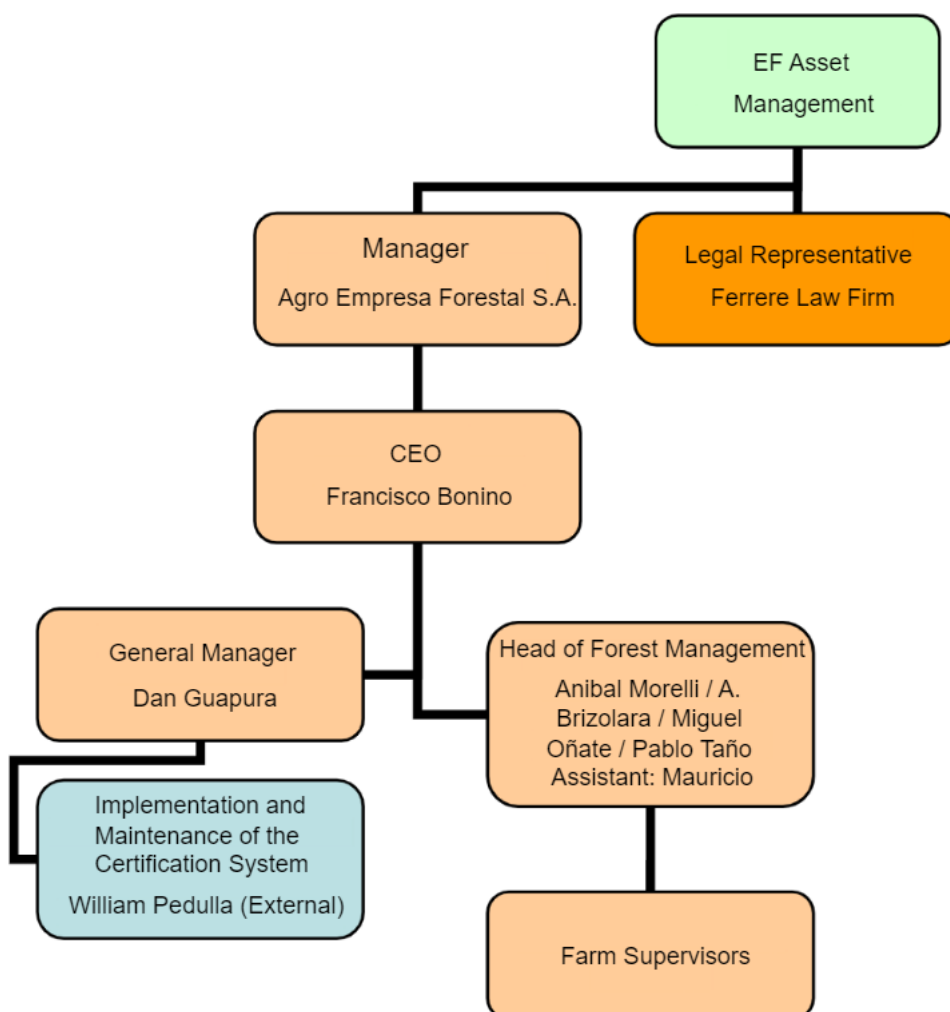 EF Asset
Management
Manager
Agro Empresa Forestal S.A.
Legal Representative
Ferrere Law Firm
CEO
Francisco Bonino
General Manager
Dan Guapura
Head of Forest Management
Anibal Morelli / A.
Brizolara / Miguel
Oñate / Pablo Taño
Assistant: Mauricio
Implementation and
Maintenance of the
Certification System
William Pedulla (External)
Farm Supervisors